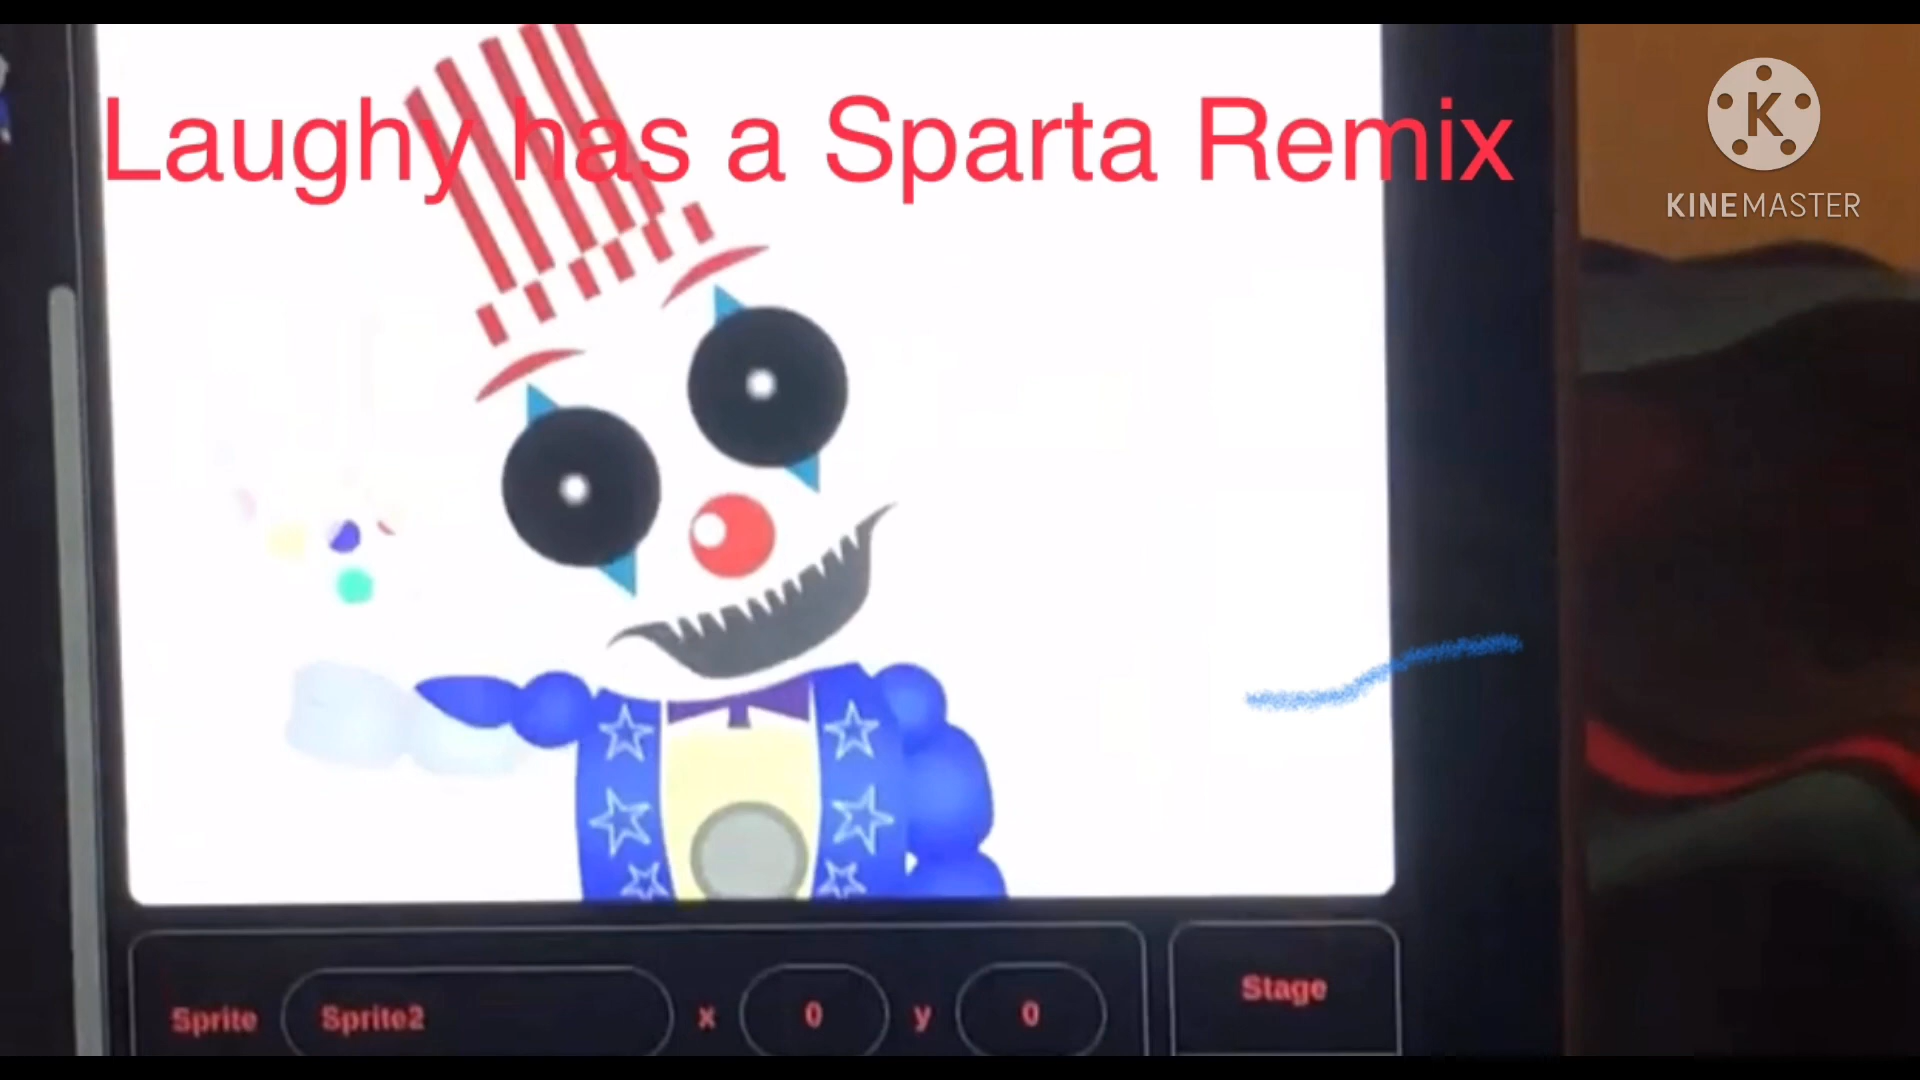 Laughy has a Sparta Remix
K
KINEMASTER
Sprite Sprite2 x 0 y 0
Stage